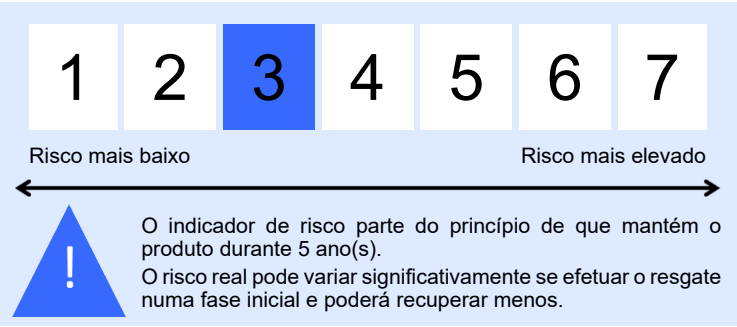 1 2 3 4 5 6 7
Risco mais baixo Risco mais elevado
!
O indicador de risco parte do princípio de que mantém o
produto durante 5 ano(s).
O risco real pode variar significativamente se efetuar o resgate
numa fase inicial e poderá recuperar menos.